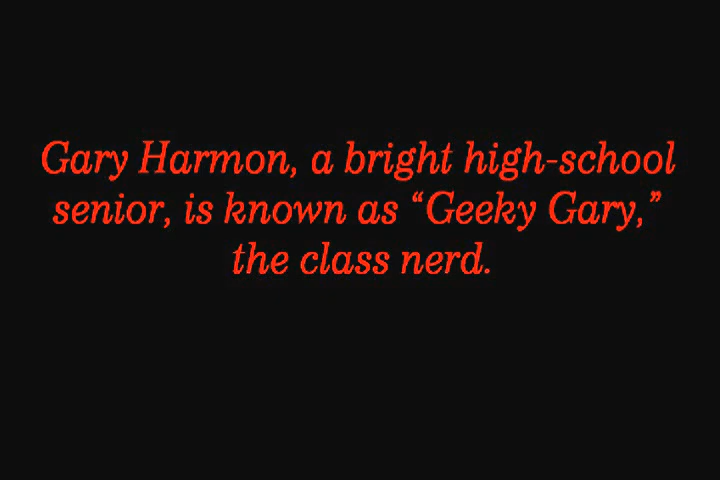 Gary Harmon, a bright high-school
senior, is known as “Geeky Gary,”
the class nerd.